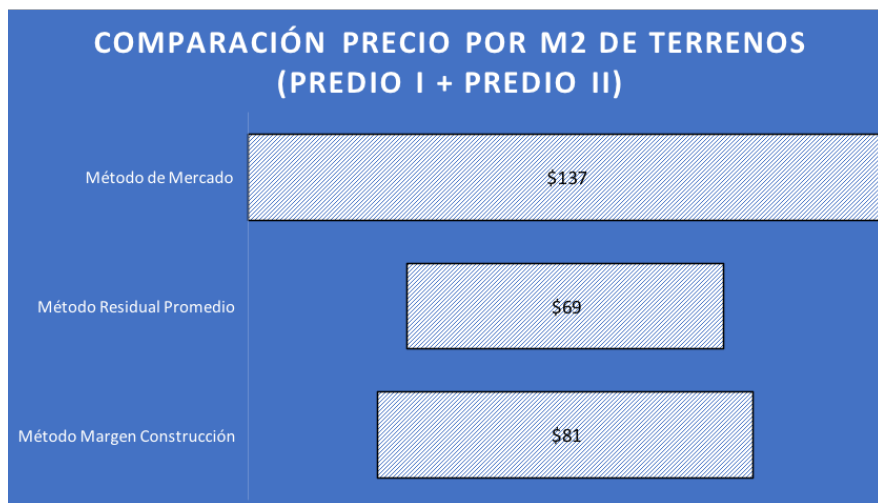 COMPARACIÓN PRECIO POR M2 DE TERRENOS
(PREDIO I + PREDIO II)
Método de Mercado
$137
Método Residual Promedio
$69
Método Margen Construcción
$81